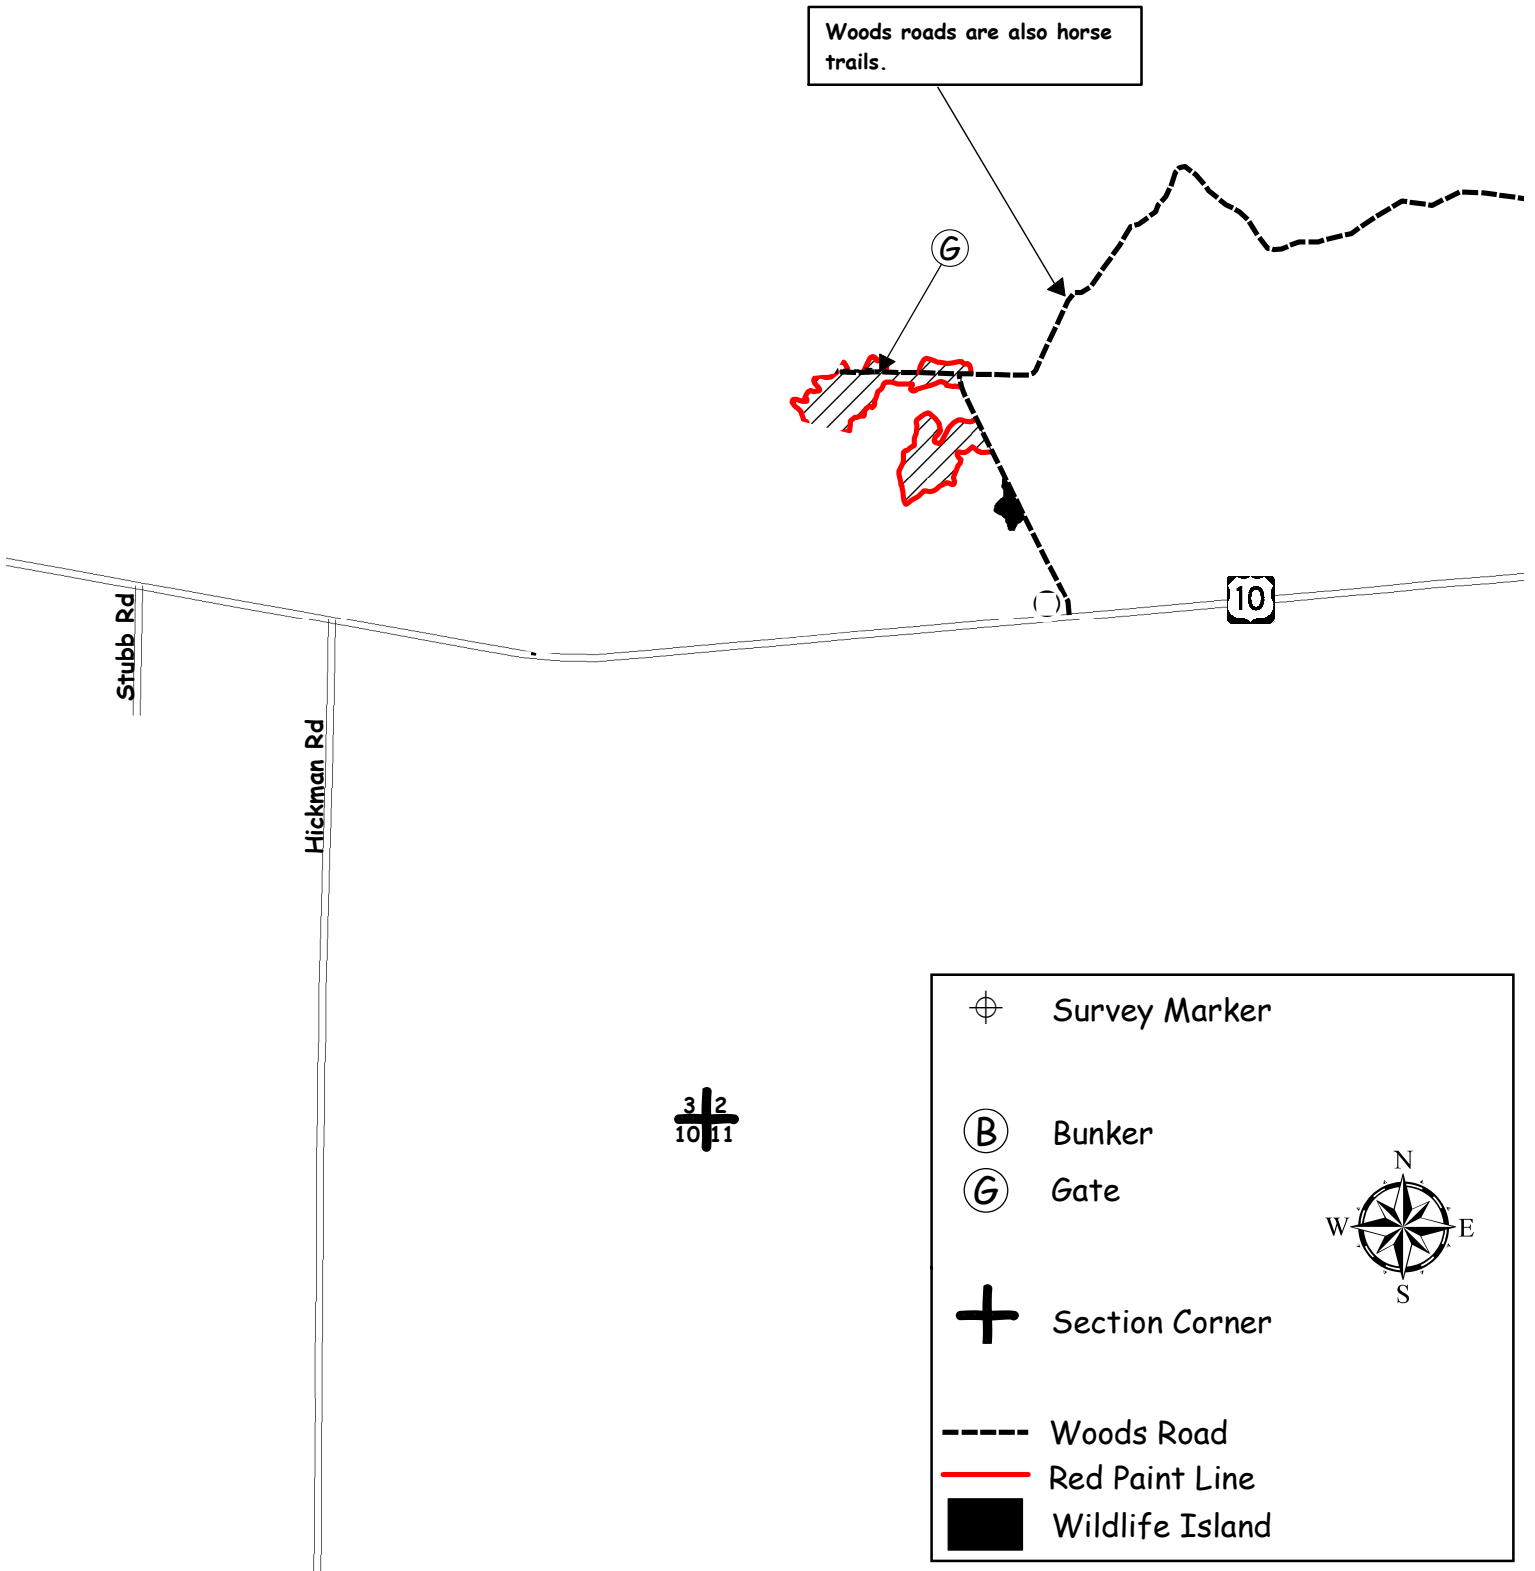 Woods roads are also horse
trails.
G
10
Stubb Rd
Hickman Rd
3 2
10 11
Survey Marker
B Bunker
G Gate
N
W E
S
Section Corner
Woods Road
Red Paint Line
Wildlife Island